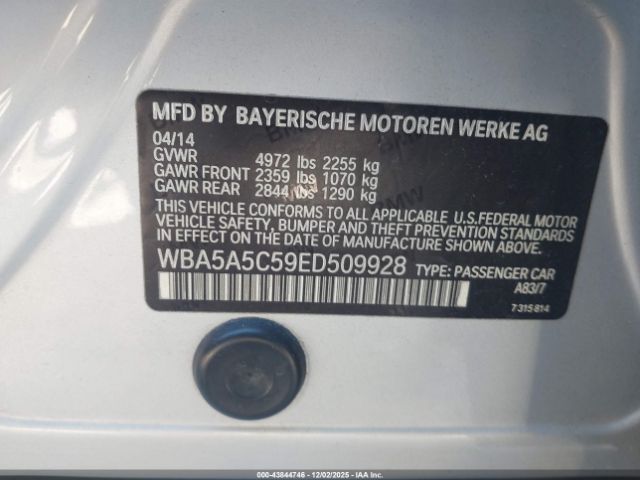 MFD BY BAYERISCHE MOTOREN WERKE AG
04/14
GVWR 4972 lbs 2255 kg
GAWR FRONT 2359 lbs 1070 kg
GAWR REAR 2844 lbs 1290 kg
THIS VEHICLE CONFORMS TO ALL APPLICABLE U.S.FEDERAL MOTOR
VEHICLE SAFETY, BUMPER AND THEFT PREVENTION STANDARDS
IN EFFECT ON THE DATE OF MANUFACTURE SHOWN ABOVE.
WBA5A5C59ED509928 TYPE: PASSENGER CAR
A83/7
7315814
000-43844746 - 12/02/2025 - IAA Inc.